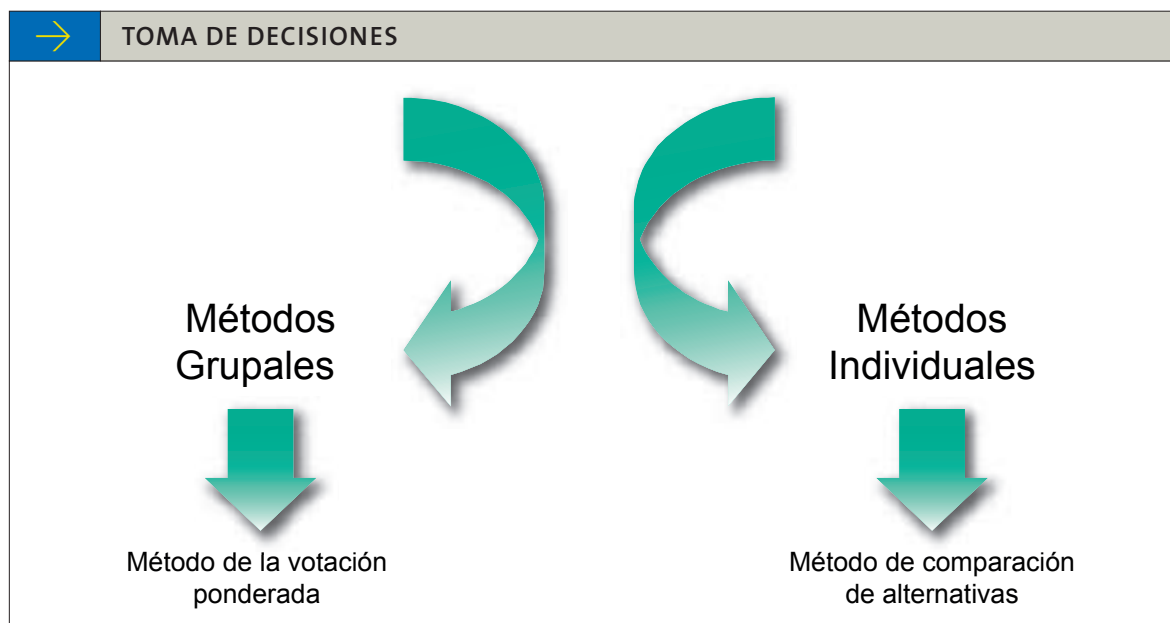 TOMA DE DECISIONES
Métodos
Grupales
Métodos
Individuales
Método de la votación
ponderada
Método de comparación
de alternativas